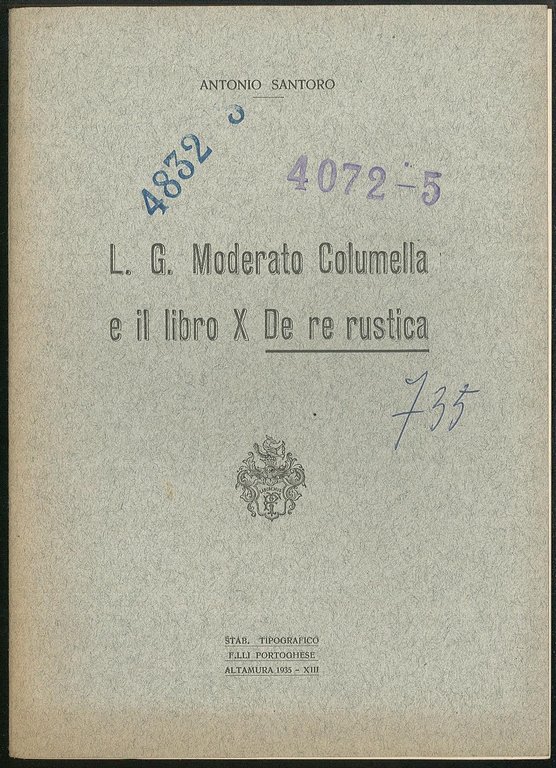 ANTONIO SANTORO
4832
4072-5
L. G. Moderato Columella
e il libro X De re rustica
735
STAB. TIPOGRAFICO
F.LLI PORTOGHESE
ALTAMURA 1935 - XIII